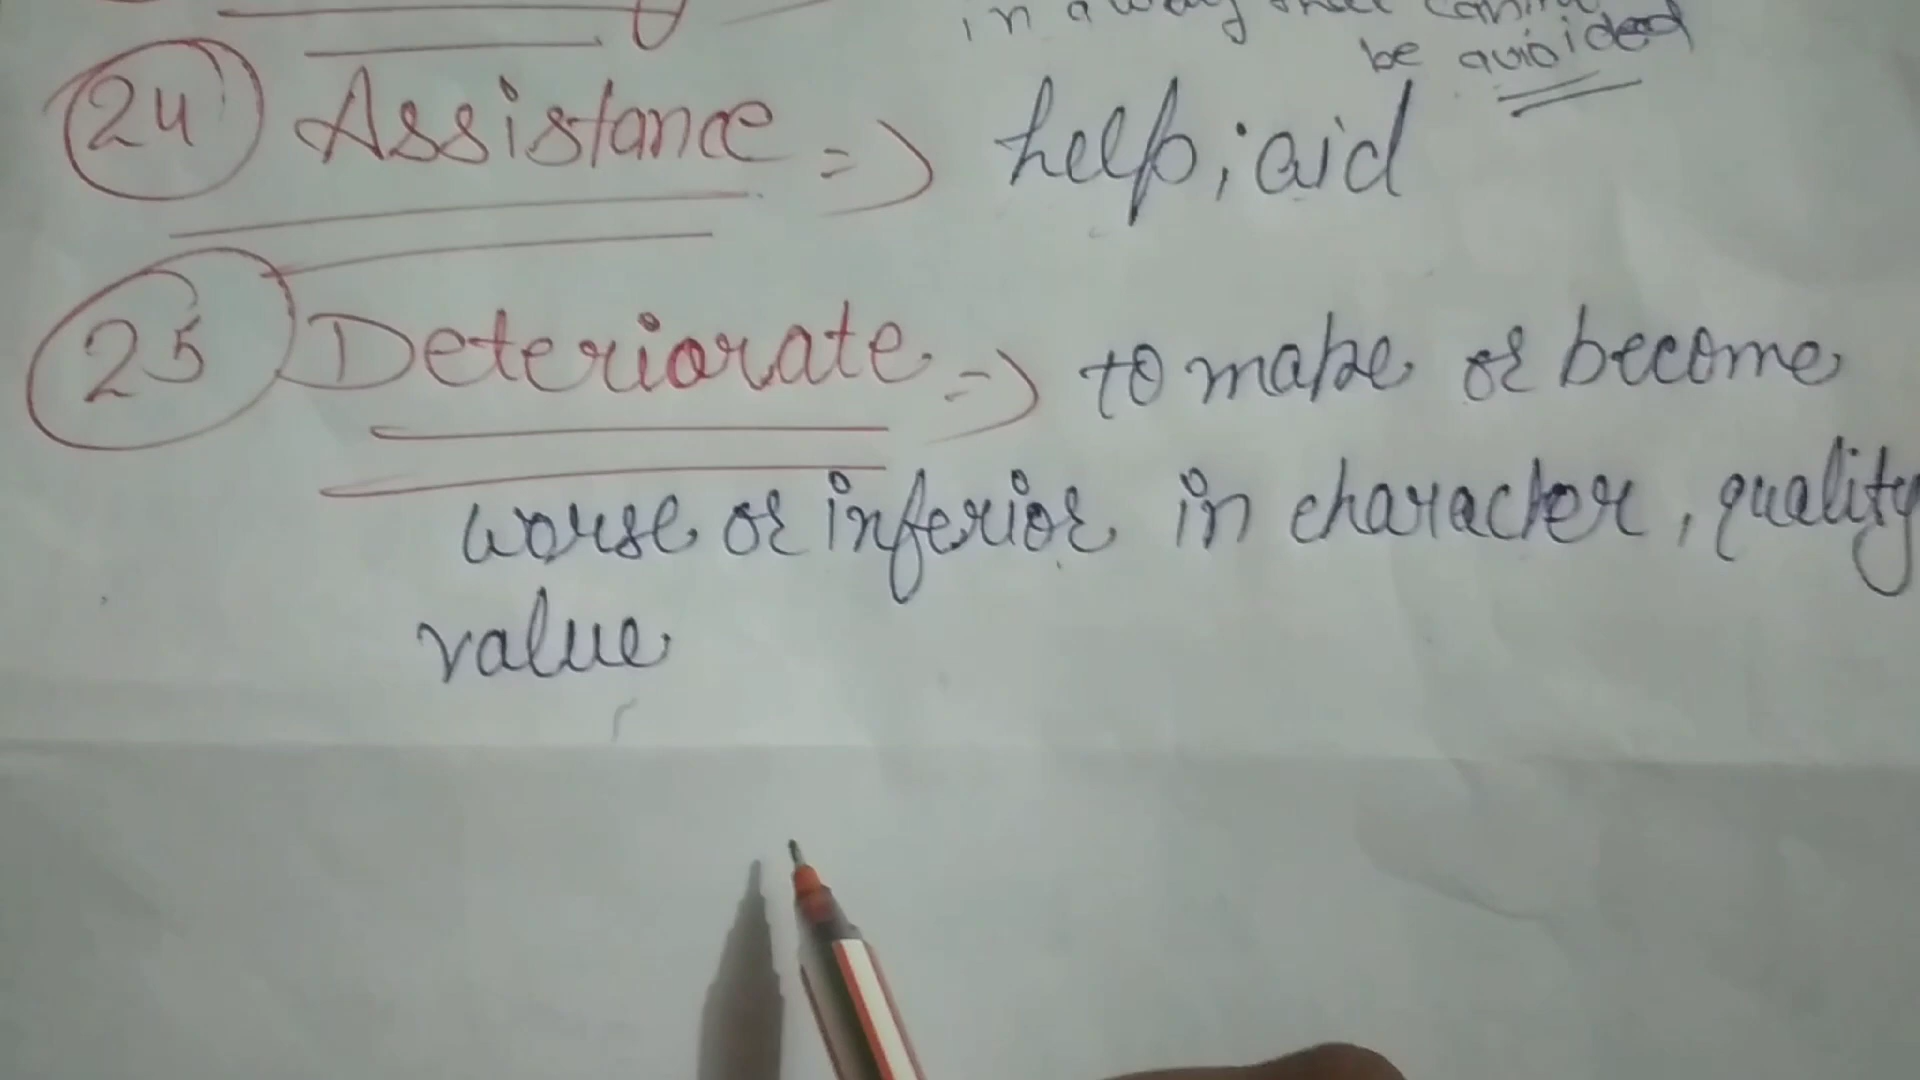 in a way that
be avoided
24 Assistance => help, aid
25 Deteriorate => to make or become
worse or inferior in character, quality
value